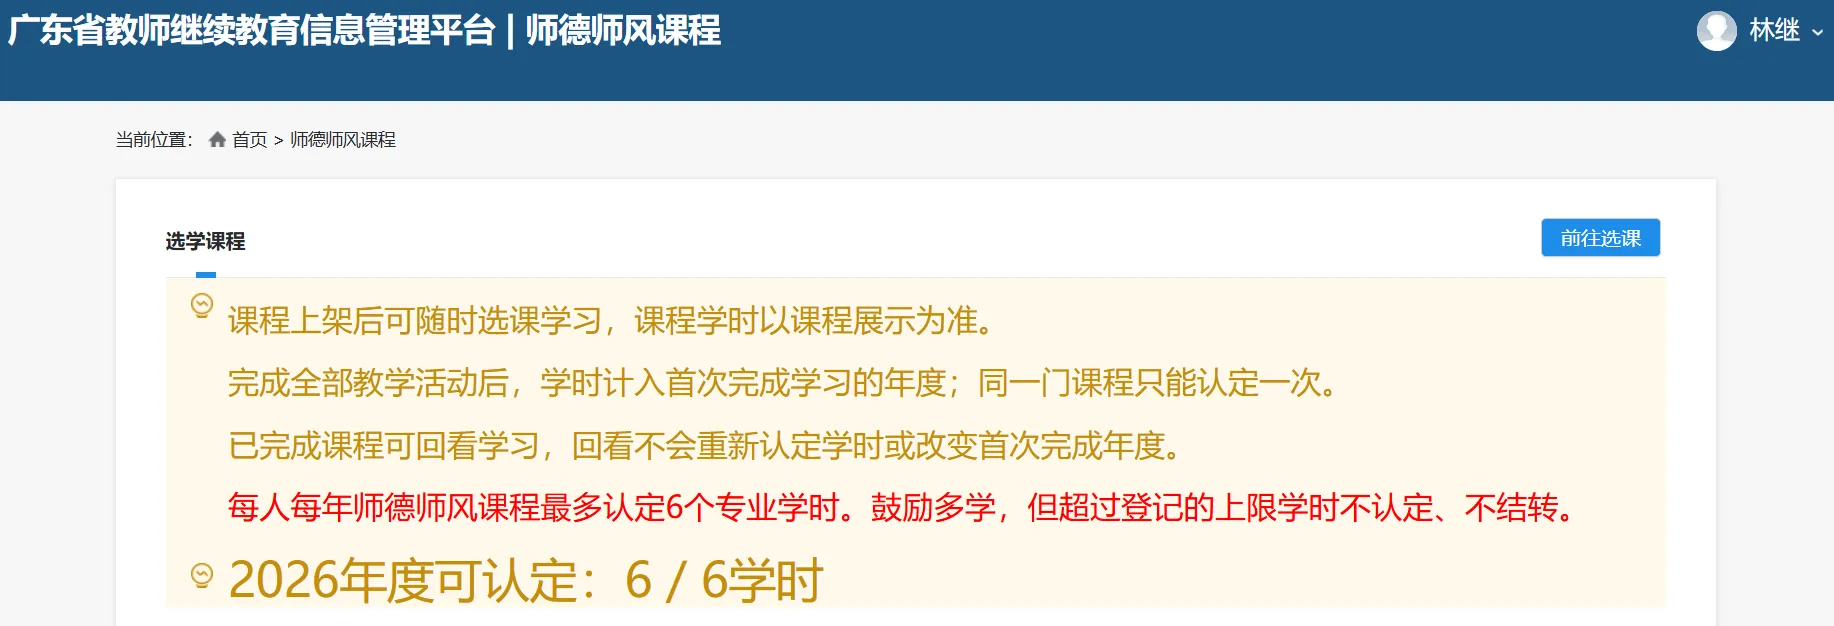 广东省教师继续教育信息管理平台 | 师德师风课程
林继
当前位置： 首页 > 师德师风课程
选学课程
前往选课
课程上架后可随时选课学习，课程学时以课程展示为准。
完成全部教学活动后，学时计入首次完成学习的年度；同一门课程只能认定一次。
已完成课程可回看学习，回看不会重新认定学时或改变首次完成年度。
每人每年师德师风课程最多认定6个专业学时。鼓励多学，但超过登记的上限学时不认定、不结转。
2026年度可认定：6 / 6学时